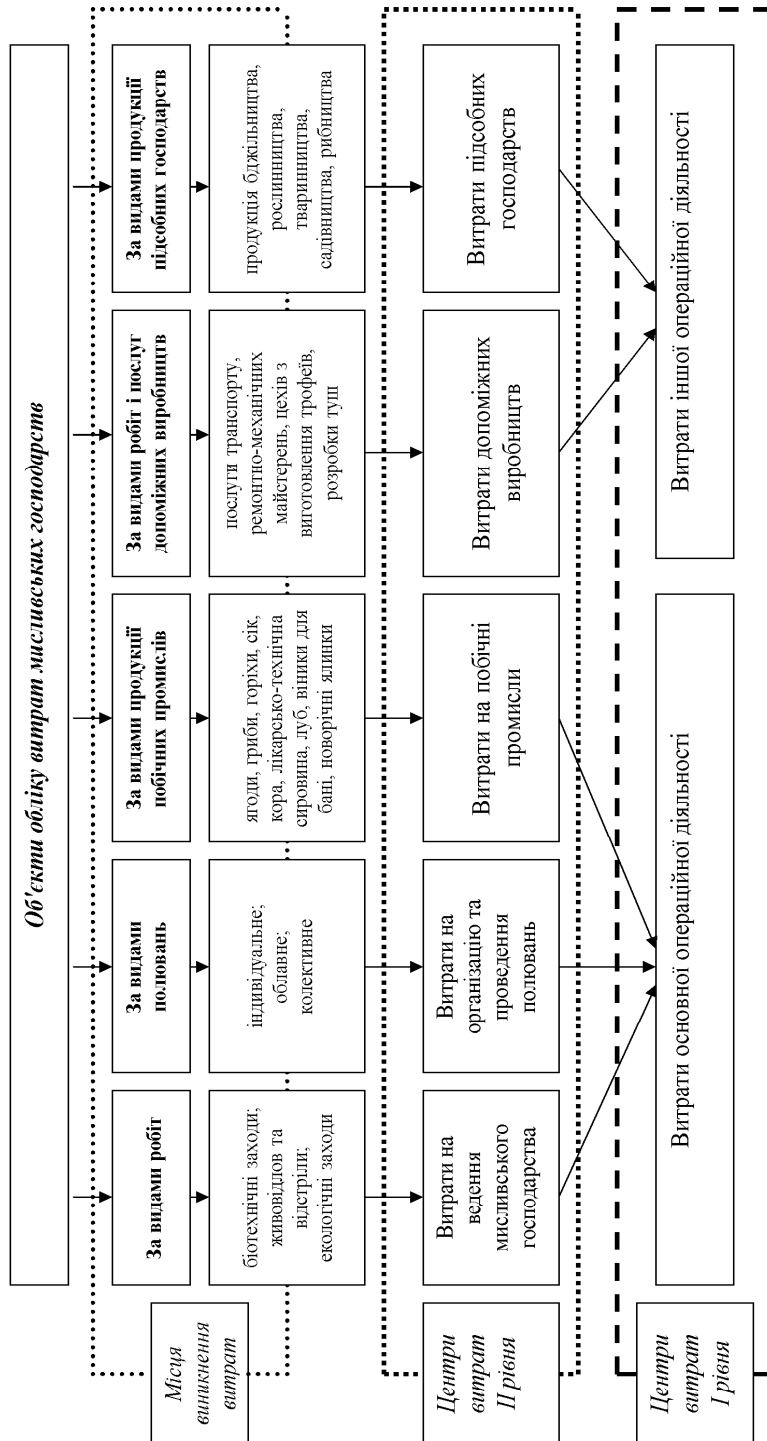 Об'єкти обліку витрат мисливських господарств
Місця
виникнення
витрат
За видами робіт
За видами
полювань
За видами продукції
побічних промислів
За видами робіт і послуг
допоміжних виробництв
За видами продукції
підсобних господарств
біотехнічні заходи;
живовідлов та
відстріли;
екологічні заходи
індивідуальне;
облавне;
колективне
ягоди, гриби, горіхи, сік,
кора, лікарсько-технічна
сировина, луб, віники для
бані, новорічні ялинки
послуги транспорту,
ремонтно-механічних
майстерень, цехів з
виготовлення трофеїв,
розробки туш
продукція бджільництва,
рослинництва,
тваринництва,
садівництва, рибництва
Центри
витрат
ІІ рівня
Витрати на
ведення
мисливського
господарства
Витрати на
організацію та
проведення
полювань
Витрати на побічні
промисли
Витрати допоміжних
виробництв
Витрати підсобних
господарств
Центри
витрат
І рівня
Витрати основної операційної діяльності
Витрати іншої операційної діяльності